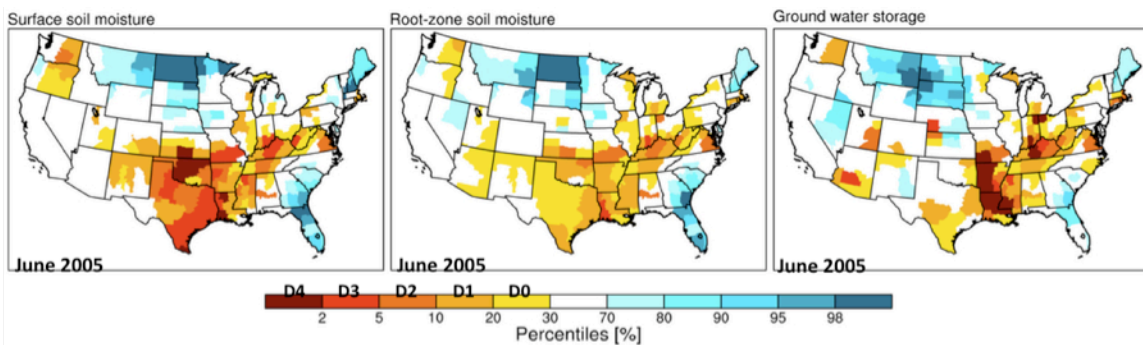 Surface soil moisture
Root-zone soil moisture
Ground water storage
June 2005
June 2005
June 2005
D4 D3 D2 D1 D0
2 5 10 20 30 70 80 90 95 98
Percentiles [%]